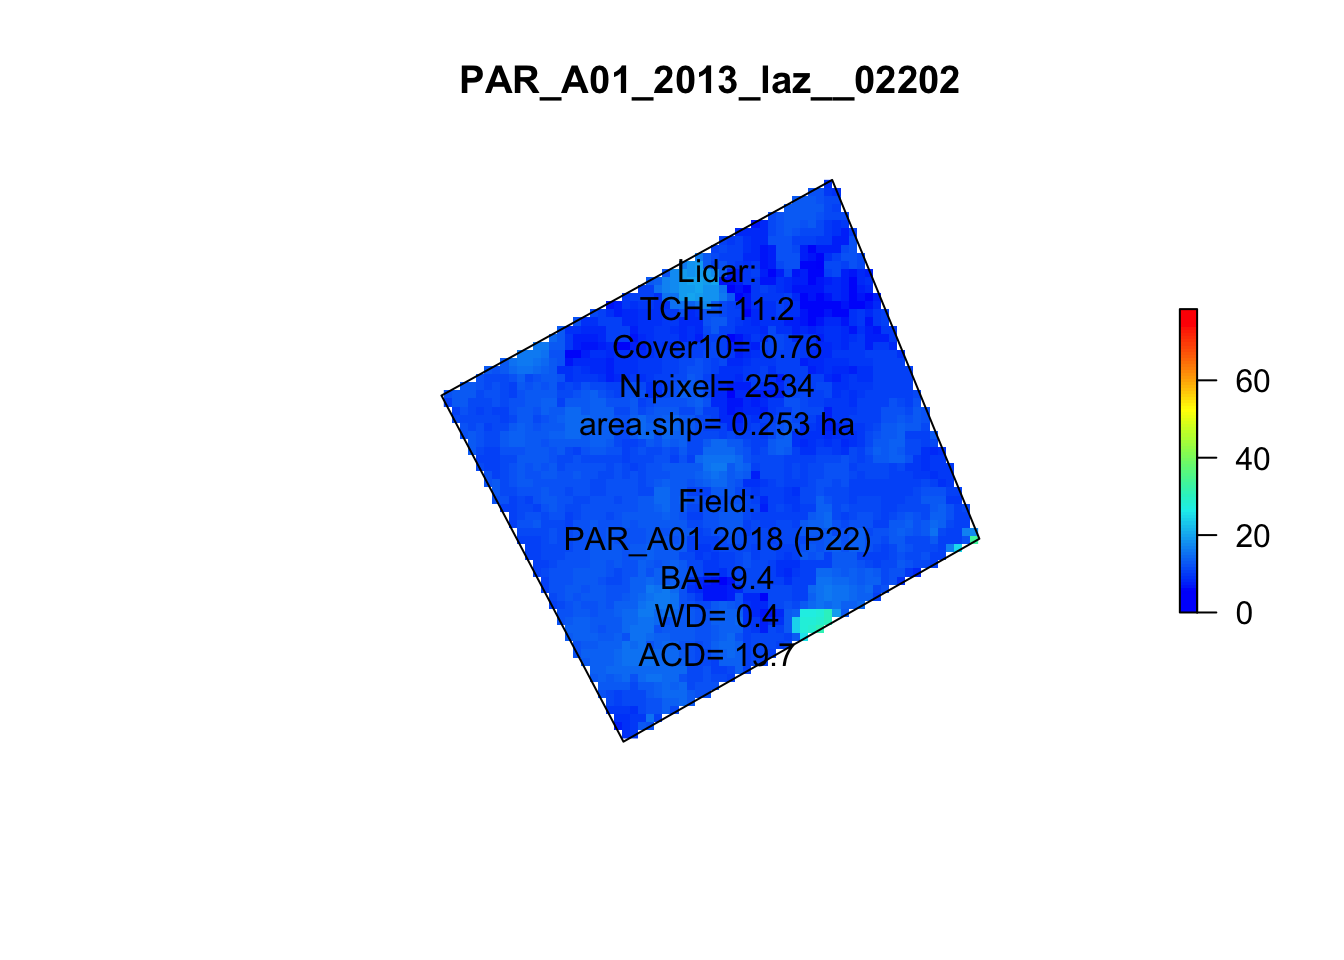 PAR_A01_2013_laz__02202
Lidar:
TCH= 11.2
Cover10= 0.76
N.pixel= 2534
area.shp= 0.253 ha
Field:
PAR_A01 2018 (P22)
BA= 9.4
WD= 0.4
ACD= 19.7
60
40
20
0